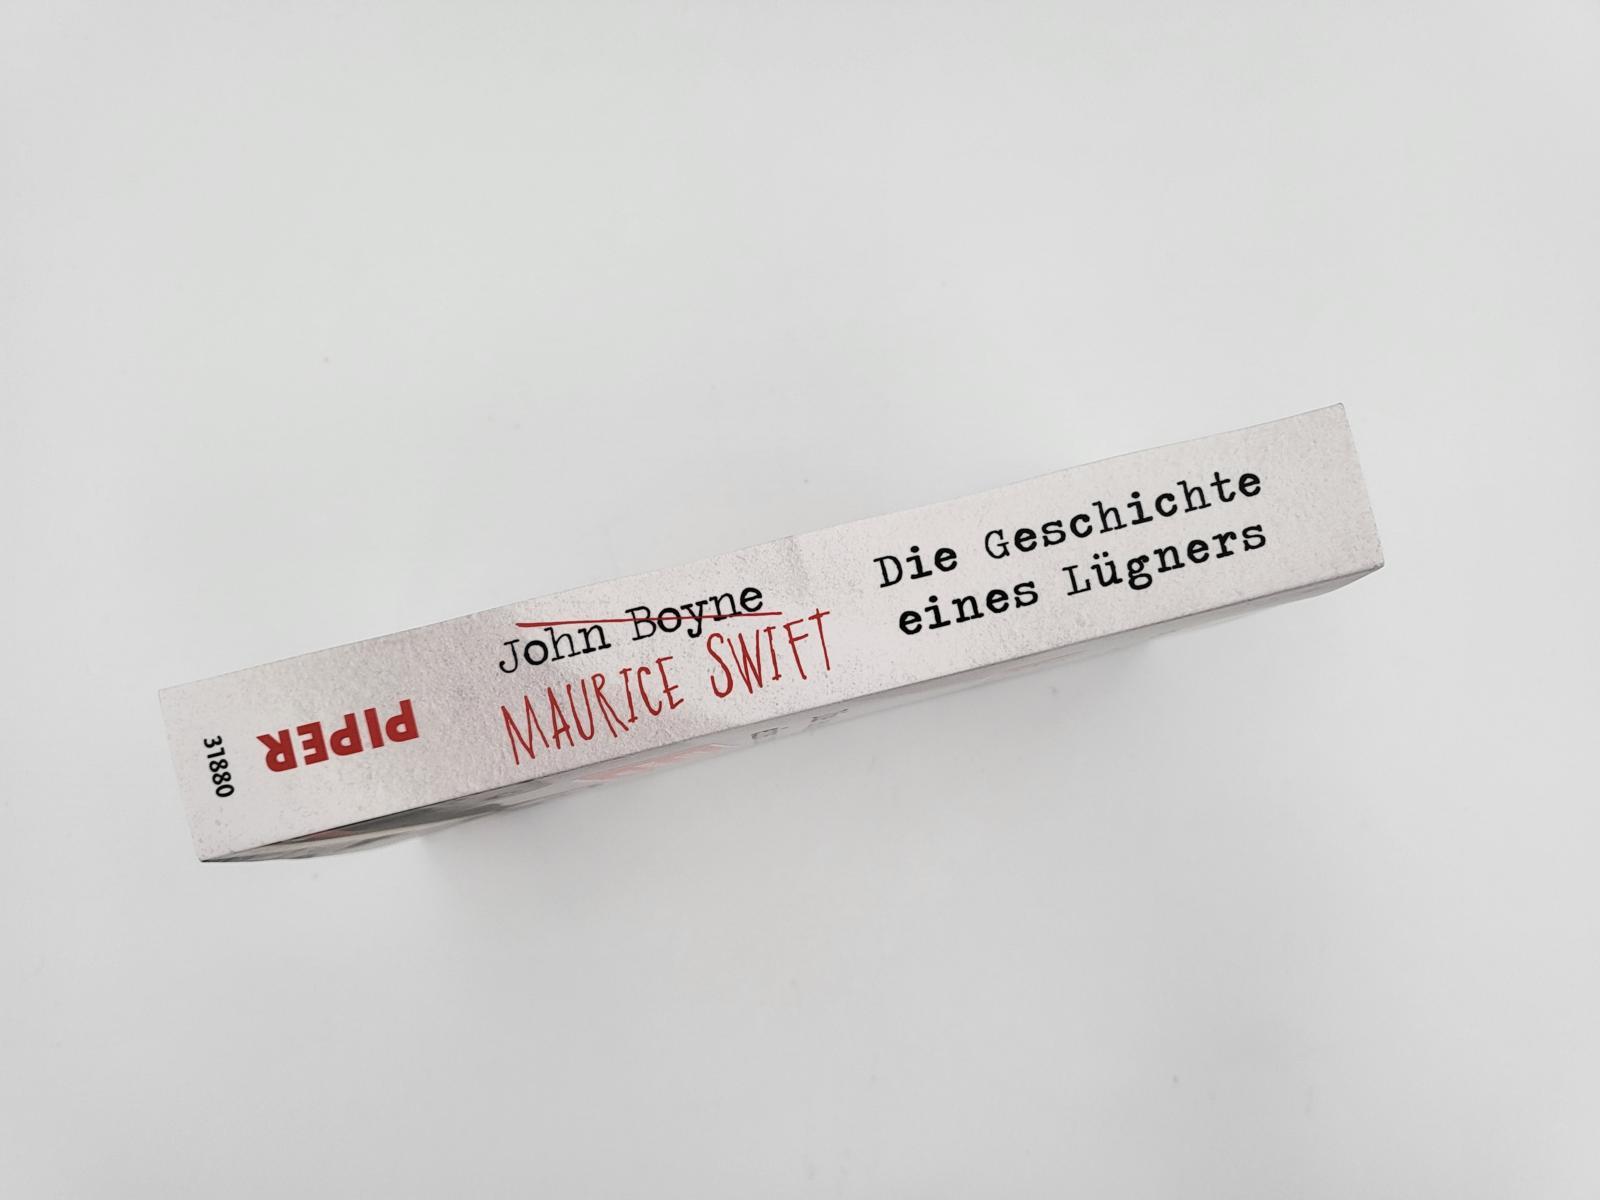 John Boyne
MAURICE SWIFT
Die Geschichte
eines Lügners
PIPER
31880